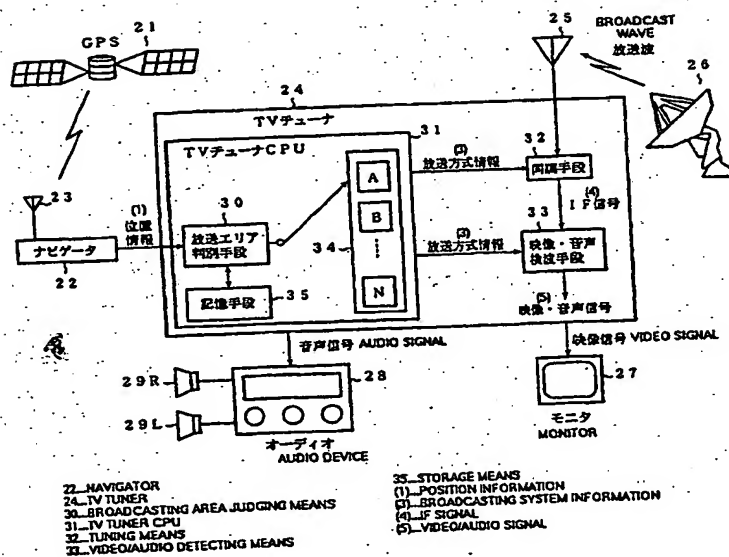 GPS
21
25
BROADCAST
WAVE
放送波
26
24
TVチューナ
31
TVチューナCPU
(3)
放送方式情報
32
同調手段
23
30
A
(4)
IF信号
(1)
位置
情報
放送エリア
判別手段
B
33
ナビゲータ
34
(3)
放送方式情報
映像・音声
検波手段
22
35
記憶手段
N
(5)
映像・音声信号
音声信号 AUDIO SIGNAL
映像信号 VIDEO SIGNAL
29R
28
27
29L
オーディオ
AUDIO DEVICE
モニタ
MONITOR
22...NAVIGATOR
24...TV TUNER
30...BROADCASTING AREA JUDGING MEANS
31...TV TUNER CPU
32...TUNING MEANS
33...VIDEO/AUDIO DETECTING MEANS
35...STORAGE MEANS
(1)...POSITION INFORMATION
(3)...BROADCASTING SYSTEM INFORMATION
(4)...IF SIGNAL
(5)...VIDEO/AUDIO SIGNAL